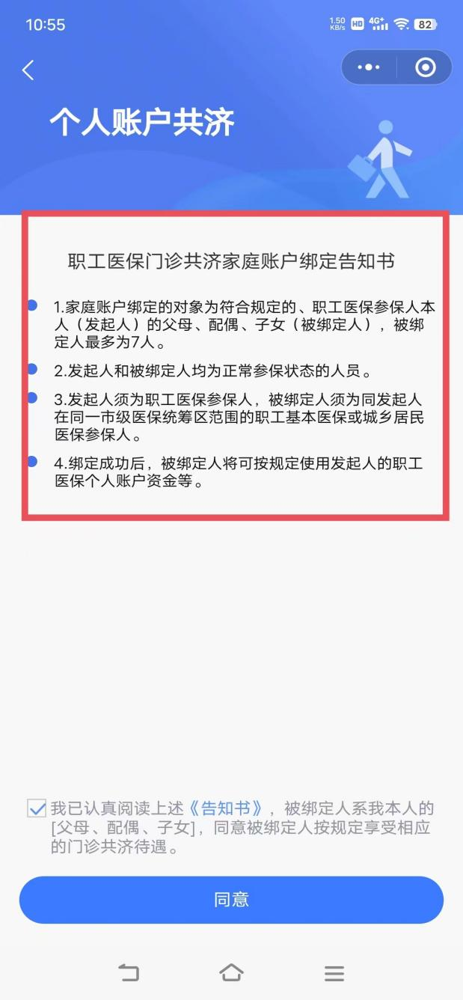 10:55
1.50
KB/s
HD
4G+
82
个人账户共济
职工医保门诊共济家庭账户绑定告知书
1.家庭账户绑定的对象为符合规定的、职工医保参保人本
人（发起人）的父母、配偶、子女（被绑定人），被绑
定人最多为7人。
2.发起人和被绑定人均为正常参保状态的人员。
3.发起人须为职工医保参保人，被绑定人须为同发起人
在同一市级医保统筹区范围的职工基本医保或城乡居民
医保参保人。
4.绑定成功后，被绑定人将可按规定使用发起人的职工
医保个人账户资金等。
我已认真阅读上述《告知书》，被绑定人系我本人的
[父母、配偶、子女]，同意被绑定人按规定享受相应
的门诊共济待遇。
同意